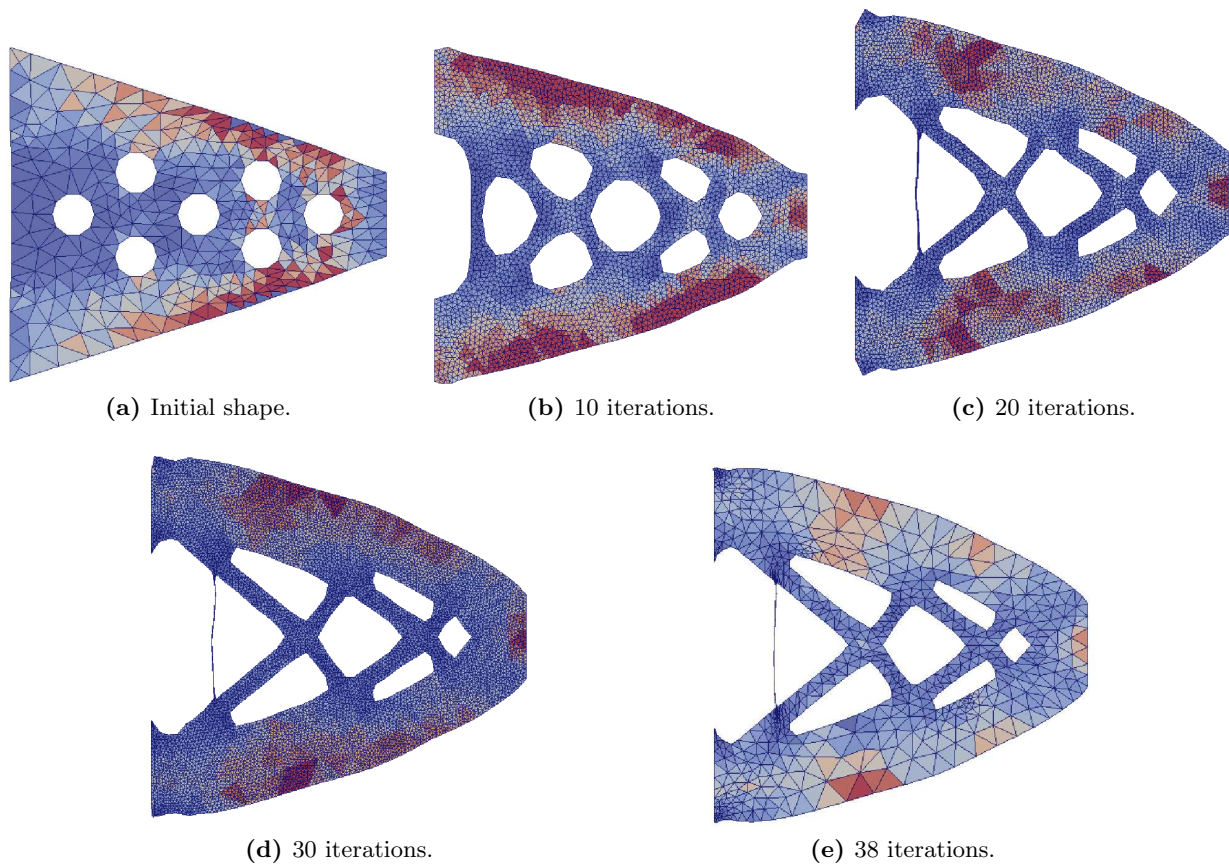 (a) Initial shape.
(b) 10 iterations.
(c) 20 iterations.
(d) 30 iterations.
(e) 38 iterations.